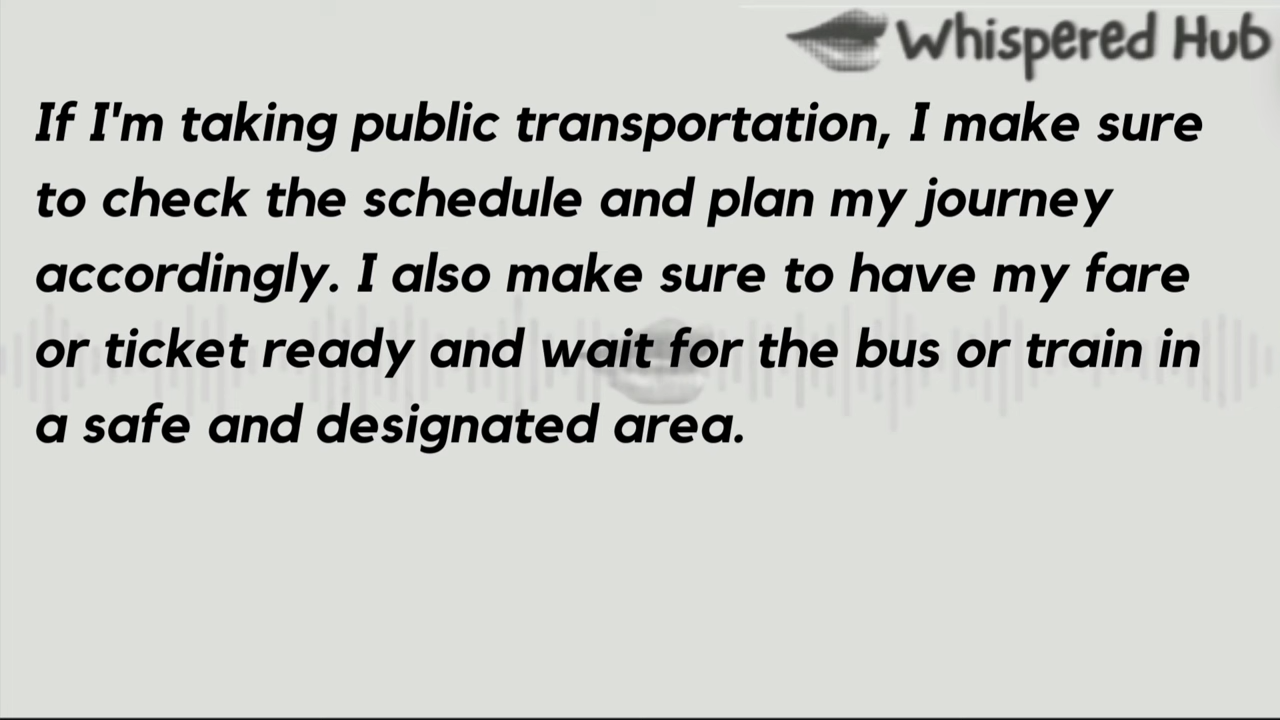 Whispered Hub
If I'm taking public transportation, I make sure
to check the schedule and plan my journey
accordingly. I also make sure to have my fare
or ticket ready and wait for the bus or train in
a safe and designated area.